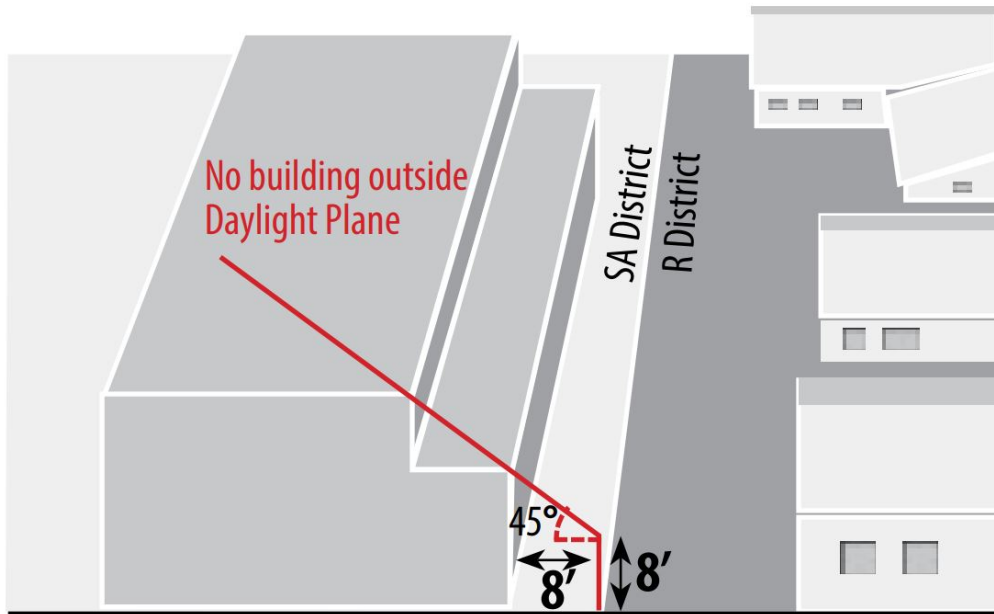 No building outside
Daylight Plane
SA District
R District
45°
8′
8′